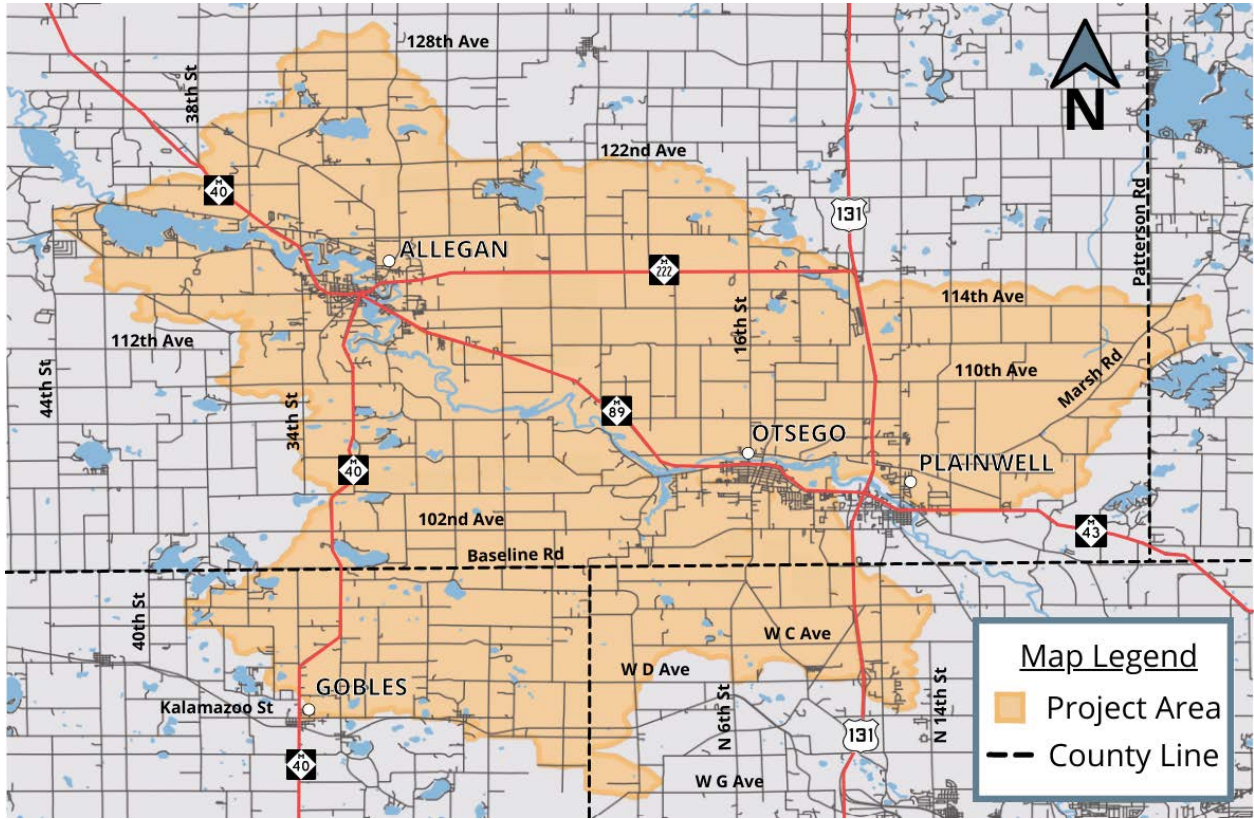 128th Ave
38th St
N
122nd Ave
M
40
131
Patterson Rd
ALLEGAN
M
222
114th Ave
16th St
112th Ave
110th Ave
44th St
Marsh Rd
34th St
M
89
OTSEGO
M
40
PLAINWELL
102nd Ave
M
43
Baseline Rd
40th St
W C Ave
W D Ave
Map Legend
GOBLES
Project Area
Kalamazoo St
N 6th St
N 14th St
131
County Line
M
40
W G Ave